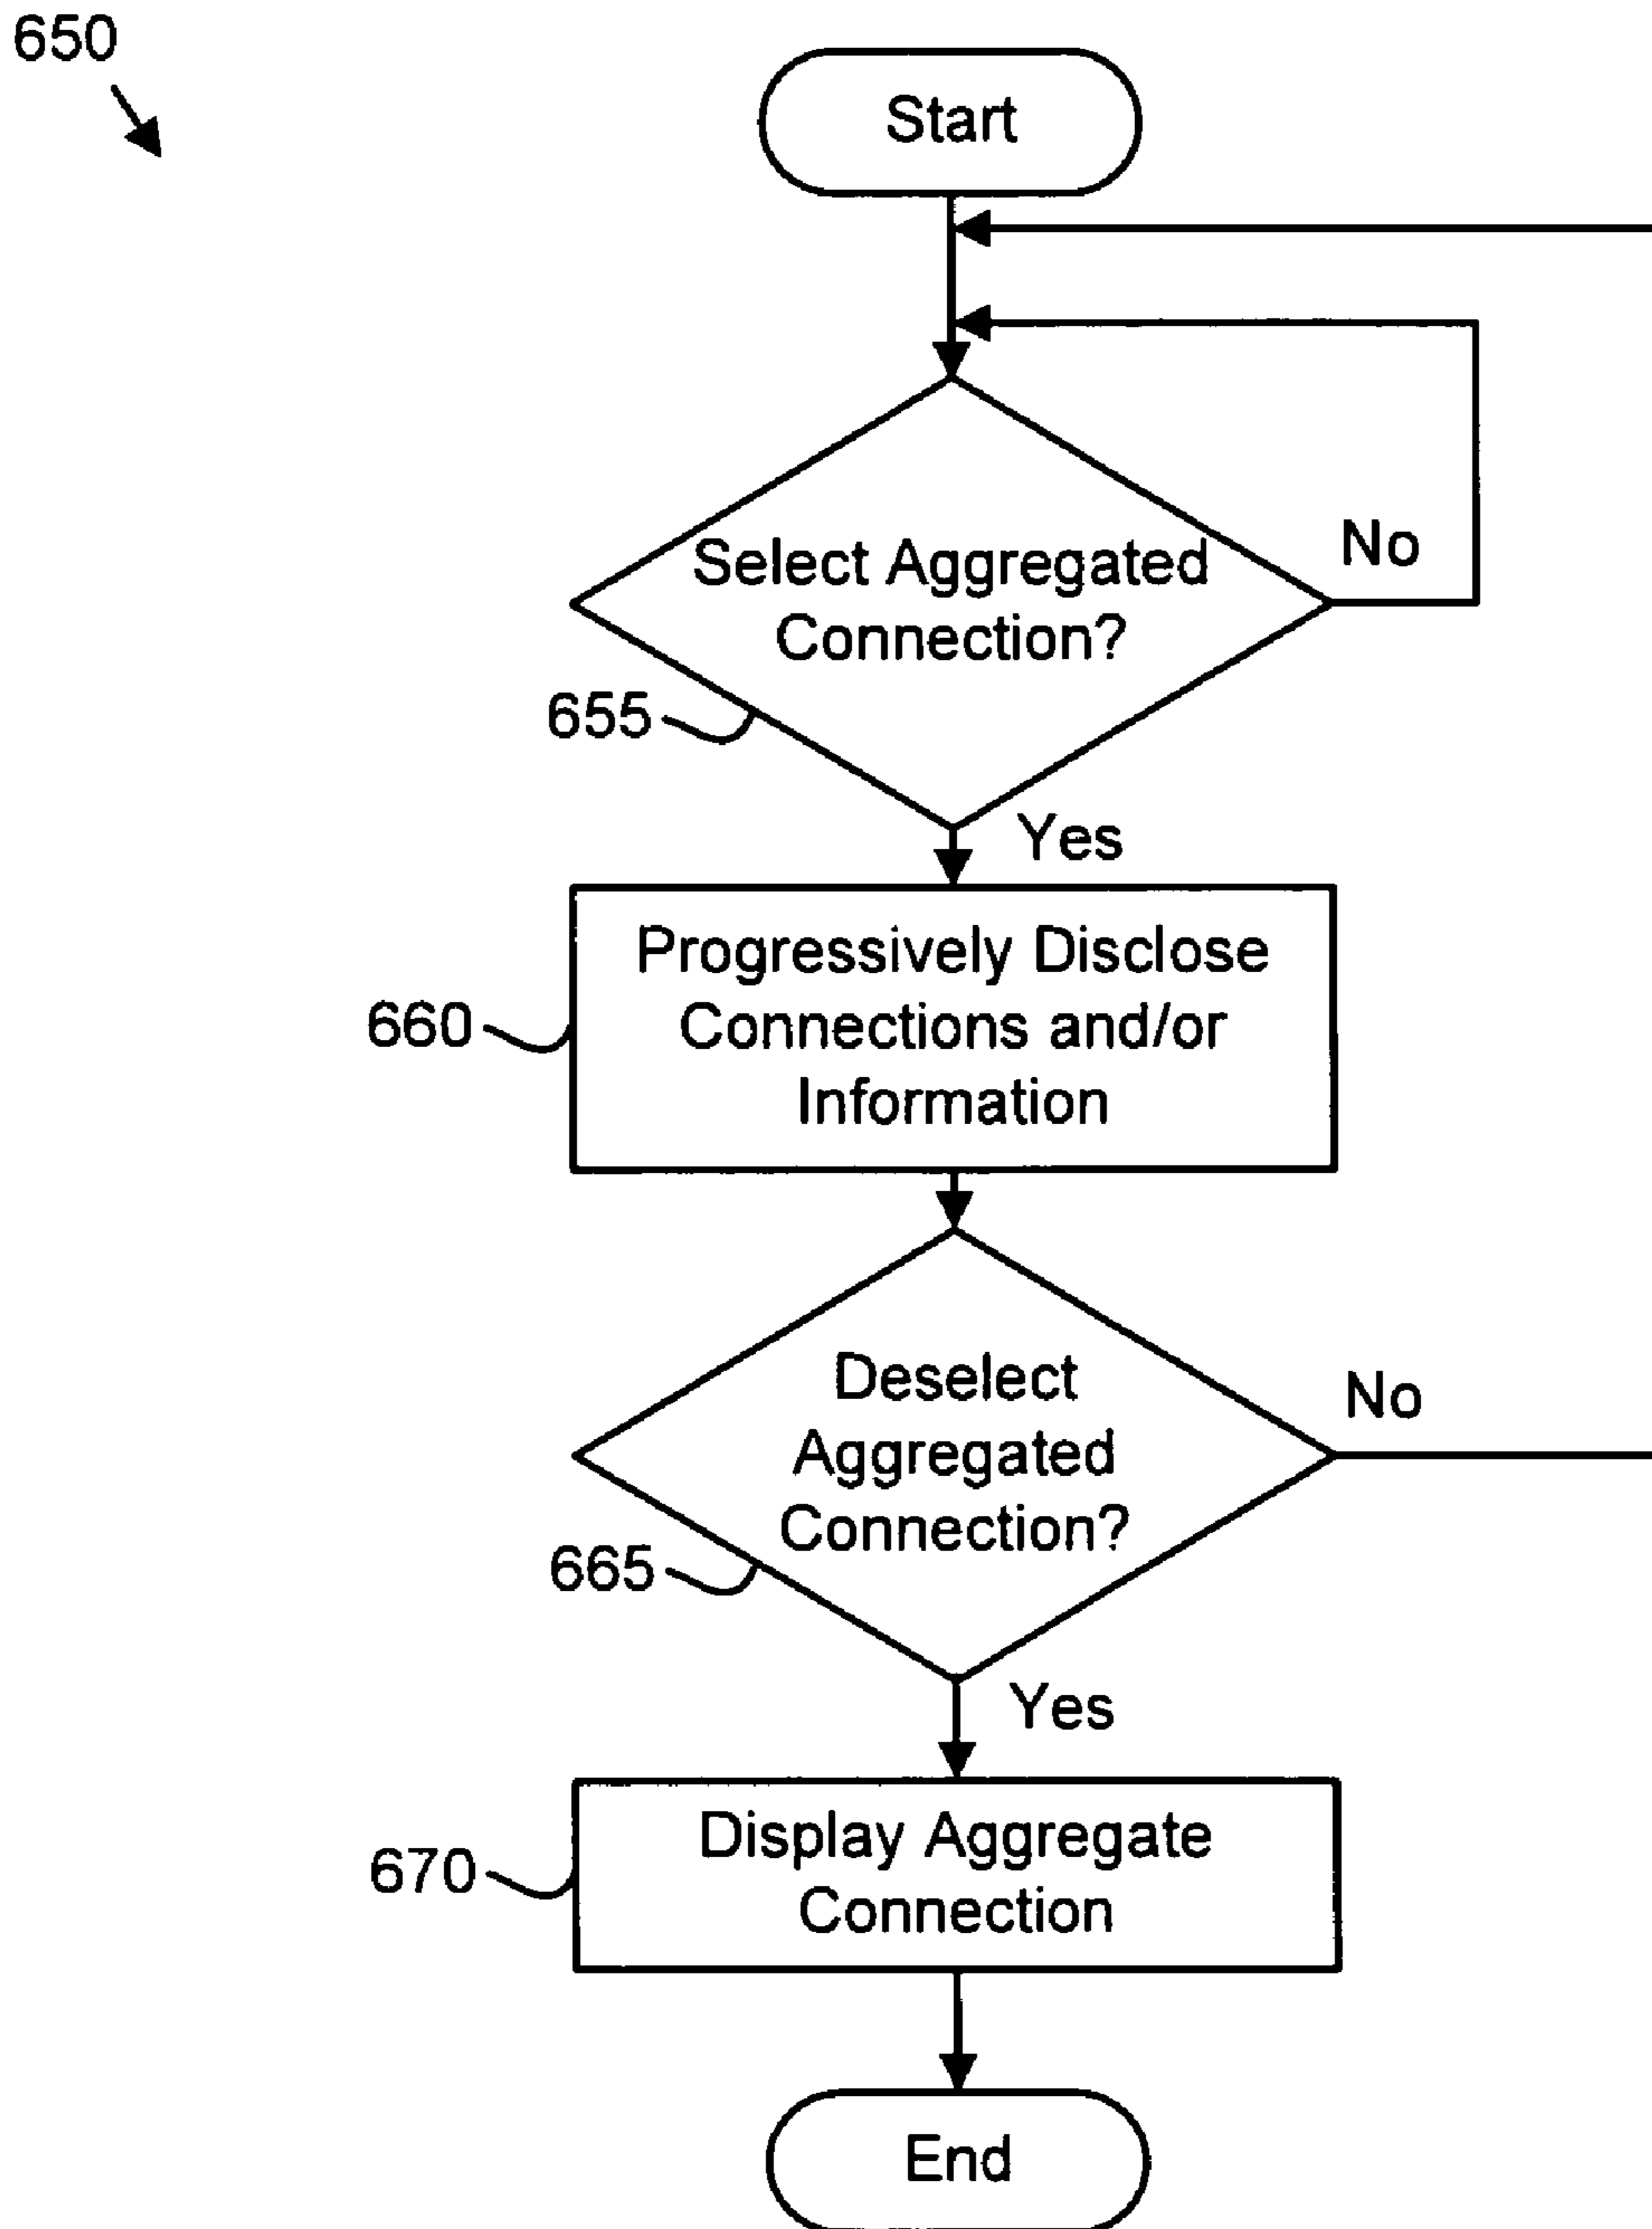 650
Start
Select Aggregated
Connection?
No
655
Yes
Progressively Disclose
Connections and/or
Information
660
Deselect
Aggregated
Connection?
No
665
Yes
Display Aggregate
Connection
670
End